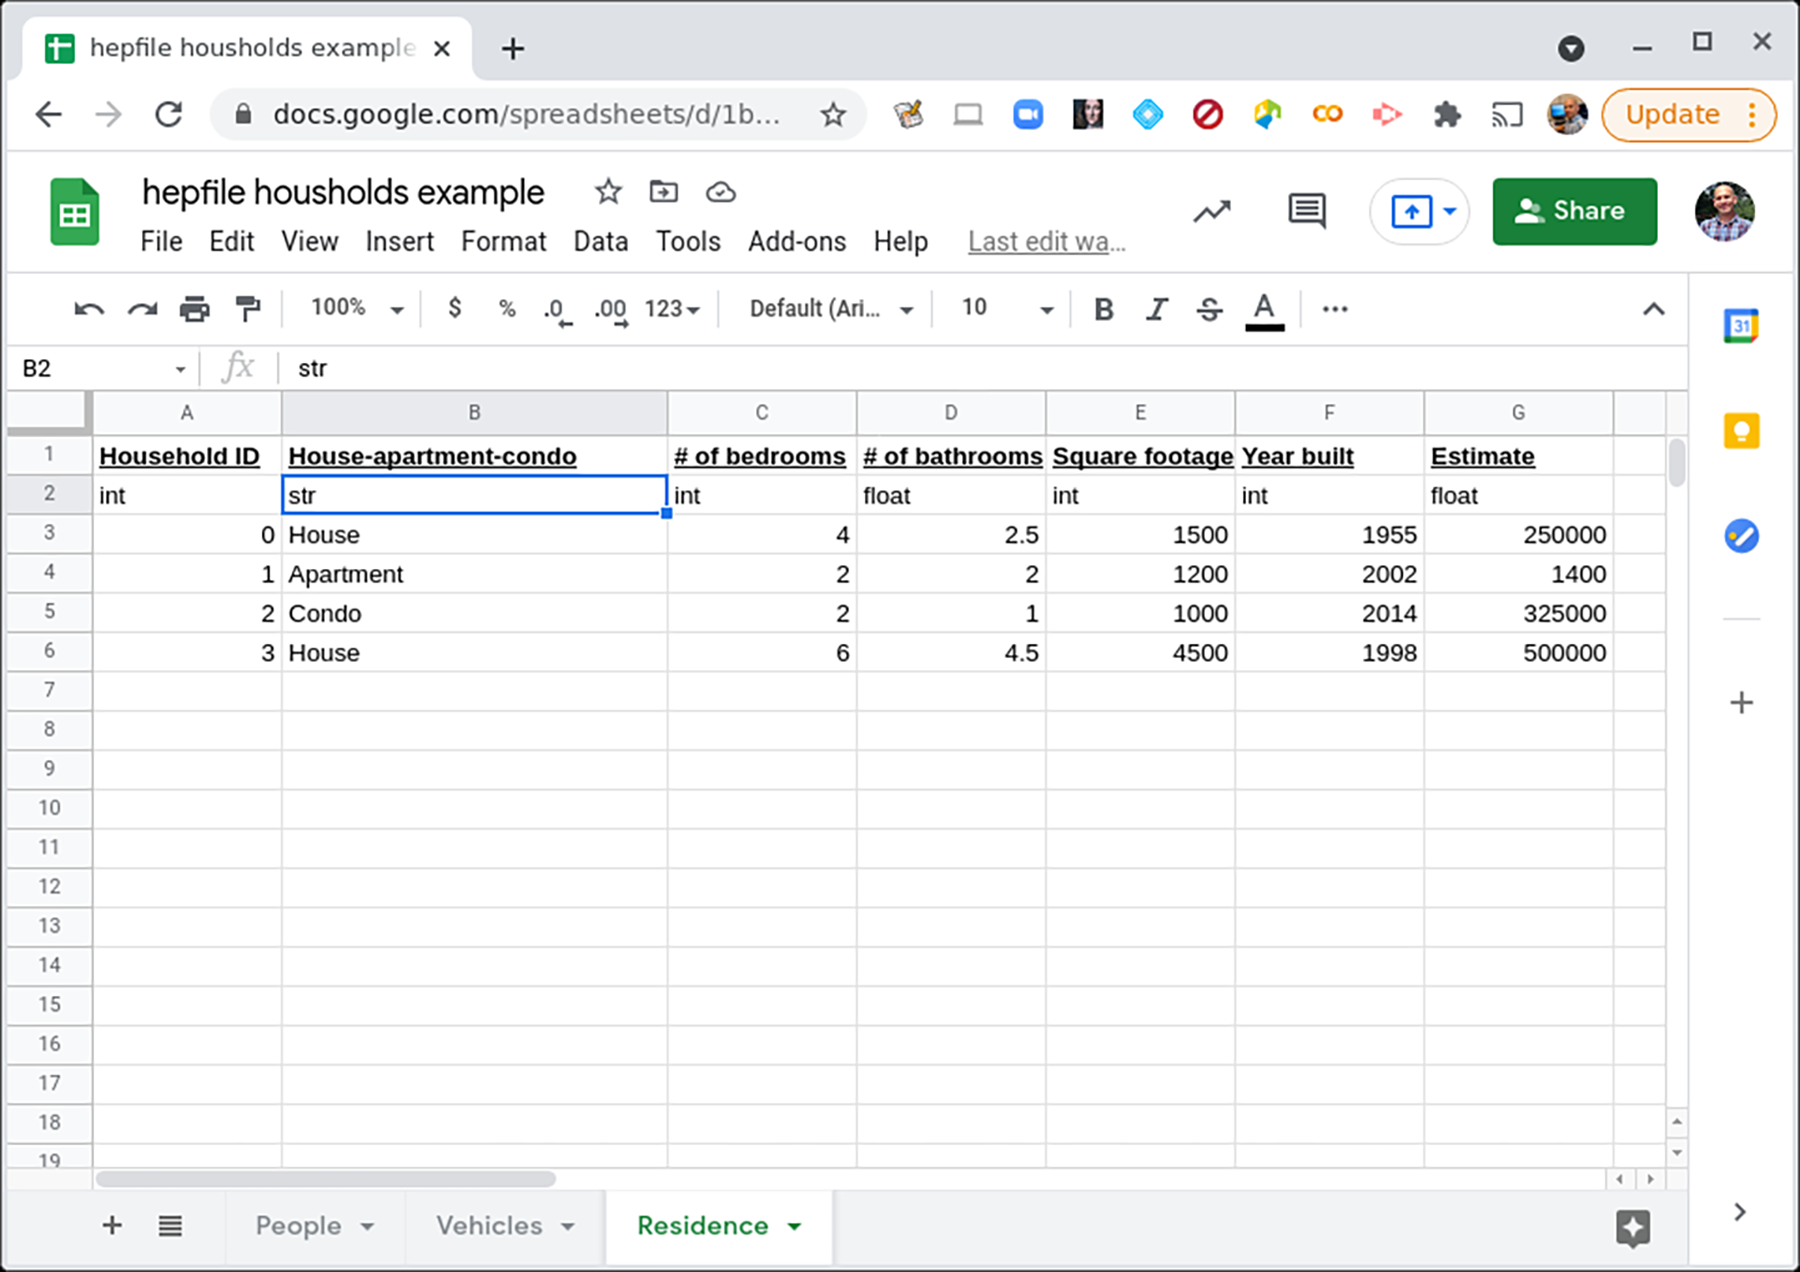 hepfile housholds example
docs.google.com/spreadsheets/d/1b...
Update
hepfile housholds example
File Edit View Insert Format Data Tools Add-ons Help Last edit wa...
Share
100% $ % .0 .00 123 Default (Ari... 10 B I S A
31
B2 fx str
A B C D E F G
1 Household ID House-apartment-condo # of bedrooms # of bathrooms Square footage Year built Estimate
2 int str int float int int float
3 0 House 4 2.5 1500 1955 250000
4 1 Apartment 2 2 1200 2002 1400
5 2 Condo 2 1 1000 2014 325000
6 3 House 6 4.5 4500 1998 500000
7
8
9
10
11
12
13
14
15
16
17
18
19
People Vehicles Residence